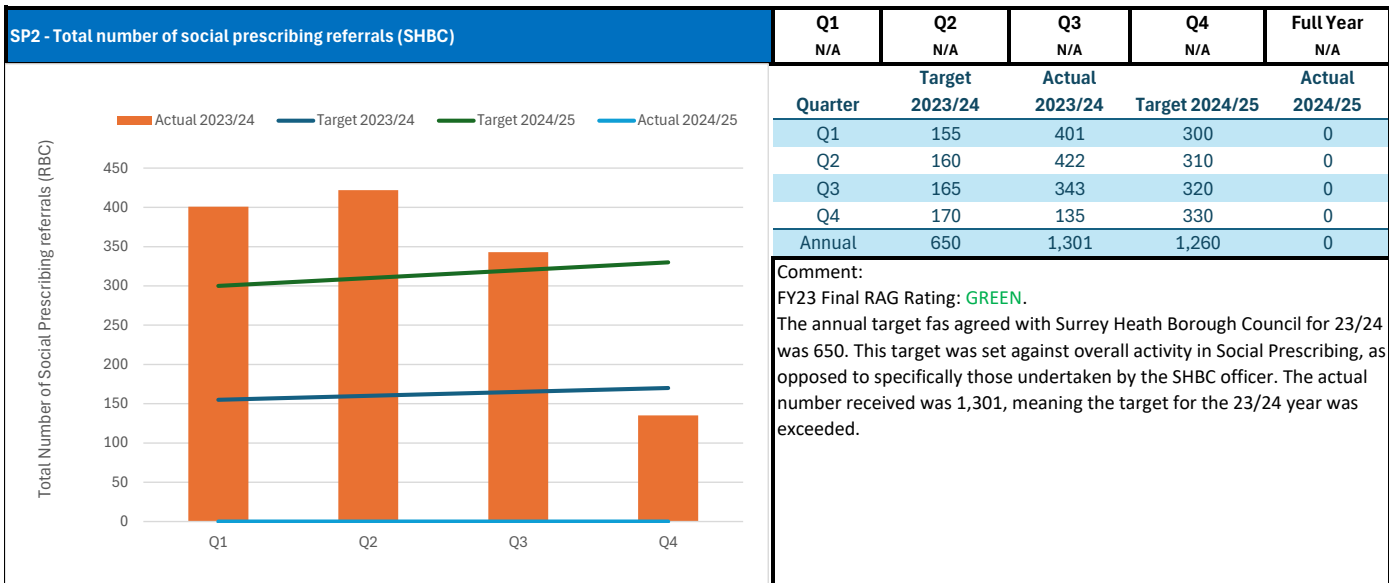 SP2 - Total number of social prescribing referrals (SHBC)
Q1 Q2 Q3 Q4 Full Year
N/A N/A N/A N/A N/A
Actual 2023/24 Target 2023/24 Target 2024/25 Actual 2024/25
Total Number of Social Prescribing referrals (RBC)
450
400
350
300
250
200
150
100
50
0
Q1 Q2 Q3 Q4
Target Actual Actual
Quarter 2023/24 2023/24 Target 2024/25 2024/25
Q1 155 401 300 0
Q2 160 422 310 0
Q3 165 343 320 0
Q4 170 135 330 0
Annual 650 1,301 1,260 0
Comment:
FY23 Final RAG Rating: GREEN.
The annual target fas agreed with Surrey Heath Borough Council for 23/24
was 650. This target was set against overall activity in Social Prescribing, as
opposed to specifically those undertaken by the SHBC officer. The actual
number received was 1,301, meaning the target for the 23/24 year was
exceeded.